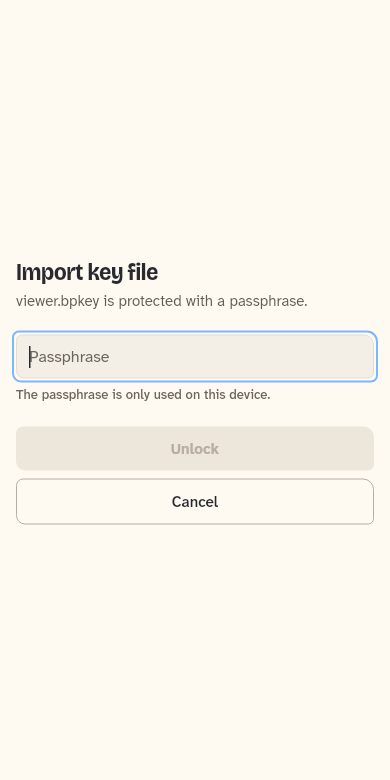 Import key file
viewer.bpkey is protected with a passphrase.
Passphrase
The passphrase is only used on this device.
Unlock
Cancel